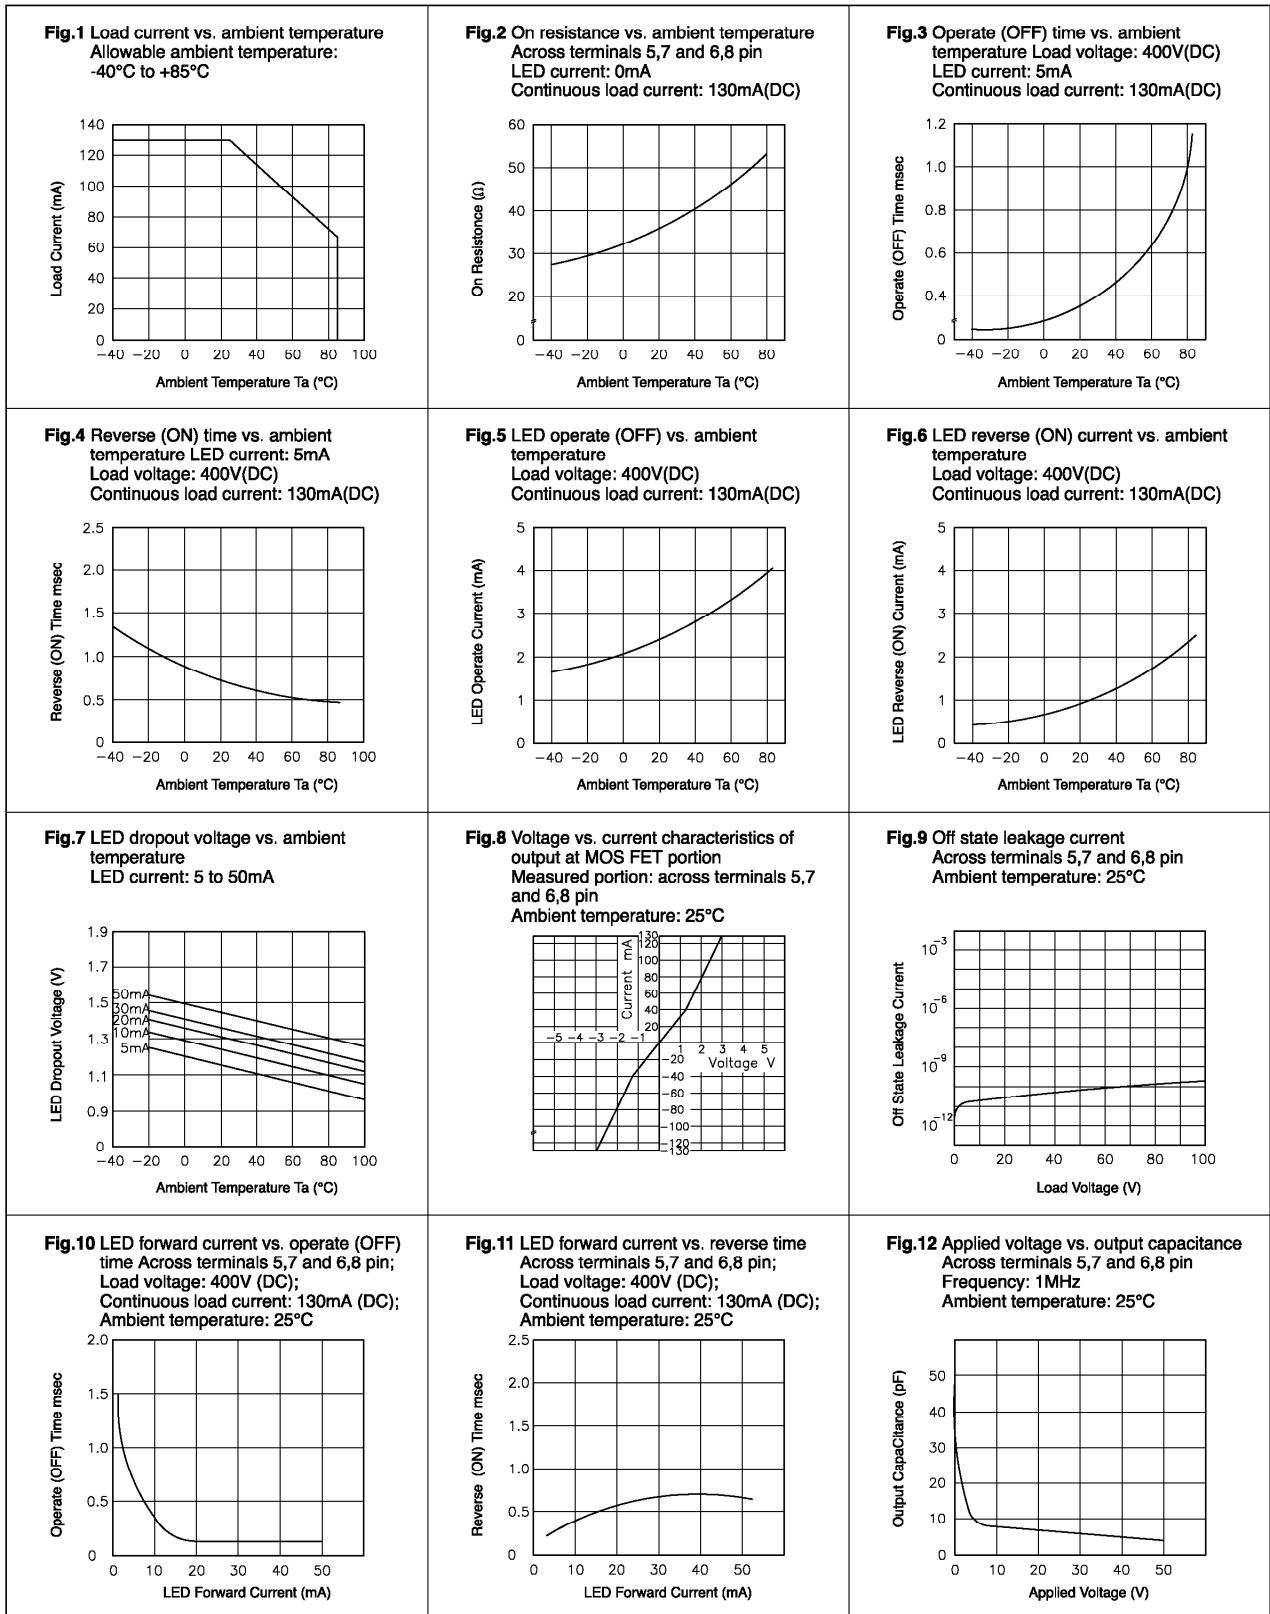 Fig.1 Load current vs. ambient temperature
Allowable ambient temperature:
-40°C to +85°C
140
120
100
80
60
40
20
0
−40 −20 0 20 40 60 80 100
Load Current (mA)
Ambient Temperature Ta (°C)
Fig.2 On resistance vs. ambient temperature
Across terminals 5,7 and 6,8 pin
LED current: 0mA
Continuous load current: 130mA(DC)
60
50
40
30
20
0
−40 −20 0 20 40 60 80
On Resistonce (Ω)
Ambient Temperature Ta (°C)
Fig.3 Operate (OFF) time vs. ambient
temperature Load voltage: 400V(DC)
LED current: 5mA
Continuous load current: 130mA(DC)
1.2
1.0
0.8
0.6
0.4
0
−40 −20 0 20 40 60 80
Operate (OFF) Time msec
Ambient Temperature Ta (°C)
Fig.4 Reverse (ON) time vs. ambient
temperature LED current: 5mA
Load voltage: 400V(DC)
Continuous load current: 130mA(DC)
2.5
2.0
1.5
1.0
0.5
0
−40 −20 0 20 40 60 80 100
Reverse (ON) Time msec
Ambient Temperature Ta (°C)
Fig.5 LED operate (OFF) vs. ambient
temperature
Load voltage: 400V(DC)
Continuous load current: 130mA(DC)
5
4
3
2
1
0
−40 −20 0 20 40 60 80
LED Operate Current (mA)
Ambient Temperature Ta (°C)
Fig.6 LED reverse (ON) current vs. ambient
temperature
Load voltage: 400V(DC)
Continuous load current: 130mA(DC)
5
4
3
2
1
0
−40 −20 0 20 40 60 80
LED Reverse (ON) Current (mA)
Ambient Temperature Ta (°C)
Fig.7 LED dropout voltage vs. ambient
temperature
LED current: 5 to 50mA
1.9
1.7
1.5
1.3
1.1
0.9
0
50mA
30mA
20mA
10mA
5mA
−40 −20 0 20 40 60 80 100
LED Dropout Voltage (V)
Ambient Temperature Ta (°C)
Fig.8 Voltage vs. current characteristics of
output at MOS FET portion
Measured portion: across terminals 5,7
and 6,8 pin
Ambient temperature: 25°C
130
120
100
80
60
40
20
Current mA
−5 −4 −3 −2 −1
1 2 3 4 5
Voltage V
−20
−40
−60
−80
−100
−120
−130
Fig.9 Off state leakage current
Across terminals 5,7 and 6,8 pin
Ambient temperature: 25°C
10−3
10−6
10−9
10−12
0 20 40 60 80 100
Off State Leakage Current
Load Voltage (V)
Fig.10 LED forward current vs. operate (OFF)
time Across terminals 5,7 and 6,8 pin;
Load voltage: 400V (DC);
Continuous load current: 130mA (DC);
Ambient temperature: 25°C
2.0
1.5
1.0
0.5
0
0 10 20 30 40 50
Operate (OFF) Time msec
LED Forward Current (mA)
Fig.11 LED forward current vs. reverse time
Across terminals 5,7 and 6,8 pin;
Load voltage: 400V (DC);
Continuous load current: 130mA (DC);
Ambient temperature: 25°C
2.5
2.0
1.5
1.0
0.5
0
0 10 20 30 40 50
Reverse (ON) Time msec
LED Forward Current (mA)
Fig.12 Applied voltage vs. output capacitance
Across terminals 5,7 and 6,8 pin
Frequency: 1MHz
Ambient temperature: 25°C
50
40
30
20
10
0
0 10 20 30 40 50
Output CapaCitance (pF)
Applied Voltage (V)